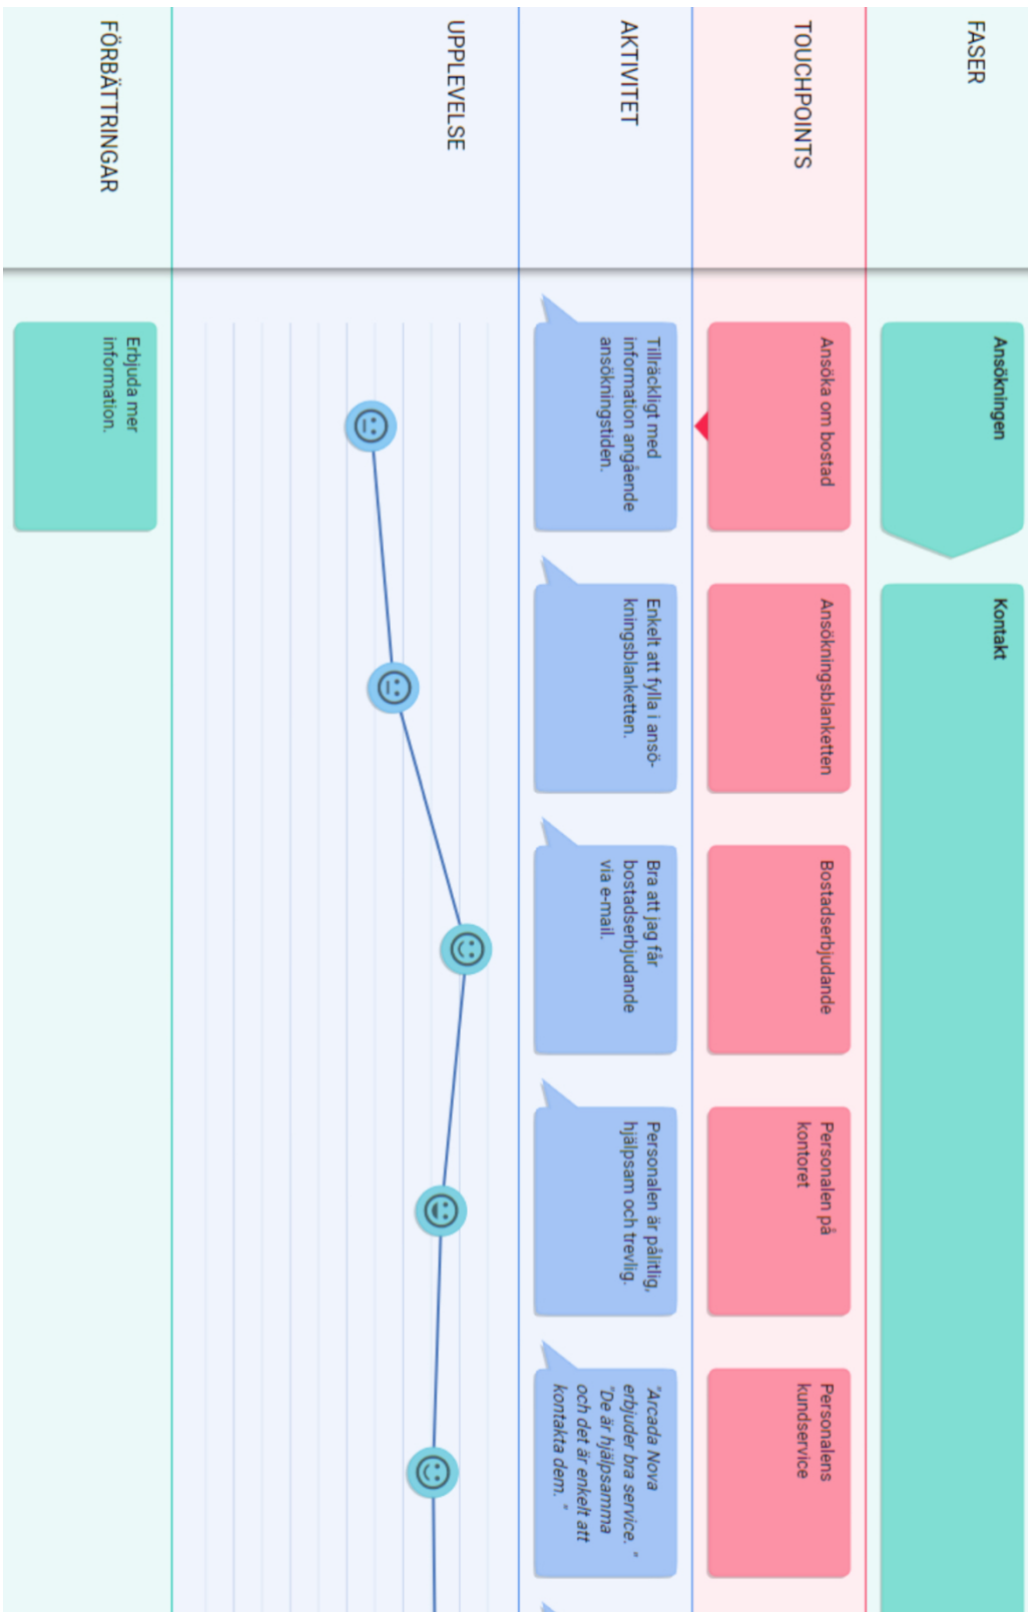 FASER
Ansökningen
Kontakt
TOUCHPOINTS
Ansöka om bostad
Ansökningsblanketten
Bostadserbjudande
Personalen på
kontoret
Personalens
kundservice
AKTIVITET
Tillräckligt med
information angående
ansökningstiden.
Enkelt att fylla i ansö-
kningsblanketten.
Bra att jag får
bostadserbjudande
via e-mail.
Personalen är pålitlig,
hjälpsam och trevlig.
"Arcada Nova
erbjuder bra service. "
"De är hjälpsamma
och det är enkelt att
kontakta dem. "
UPPLEVELSE
FÖRBÄTTRINGAR
Erbjuda mer
information.